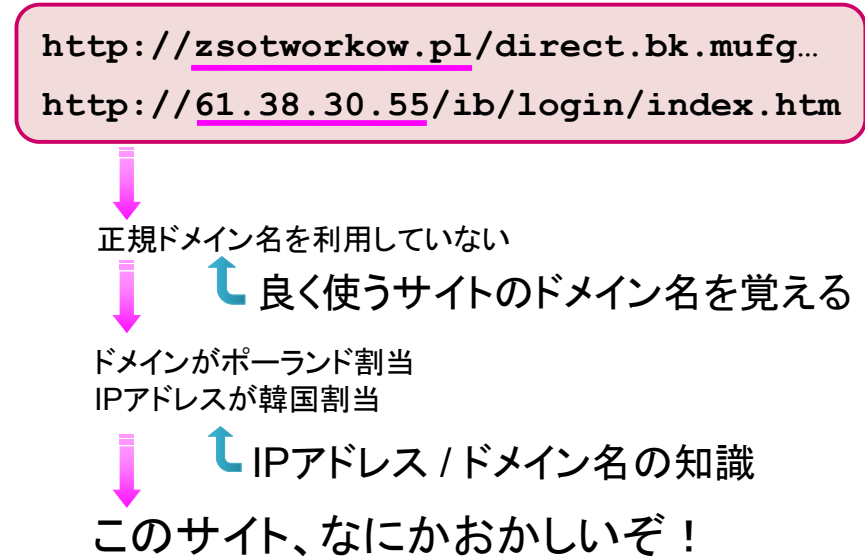 http://zsotworkow.pl/direct.bk.mufg…
http://61.38.30.55/ib/login/index.htm
正規ドメイン名を利用していない
良く使うサイトのドメイン名を覚える
ドメインがポーランド割当
IPアドレスが韓国割当
IPアドレス / ドメイン名の知識
このサイト、なにかおかしいぞ！